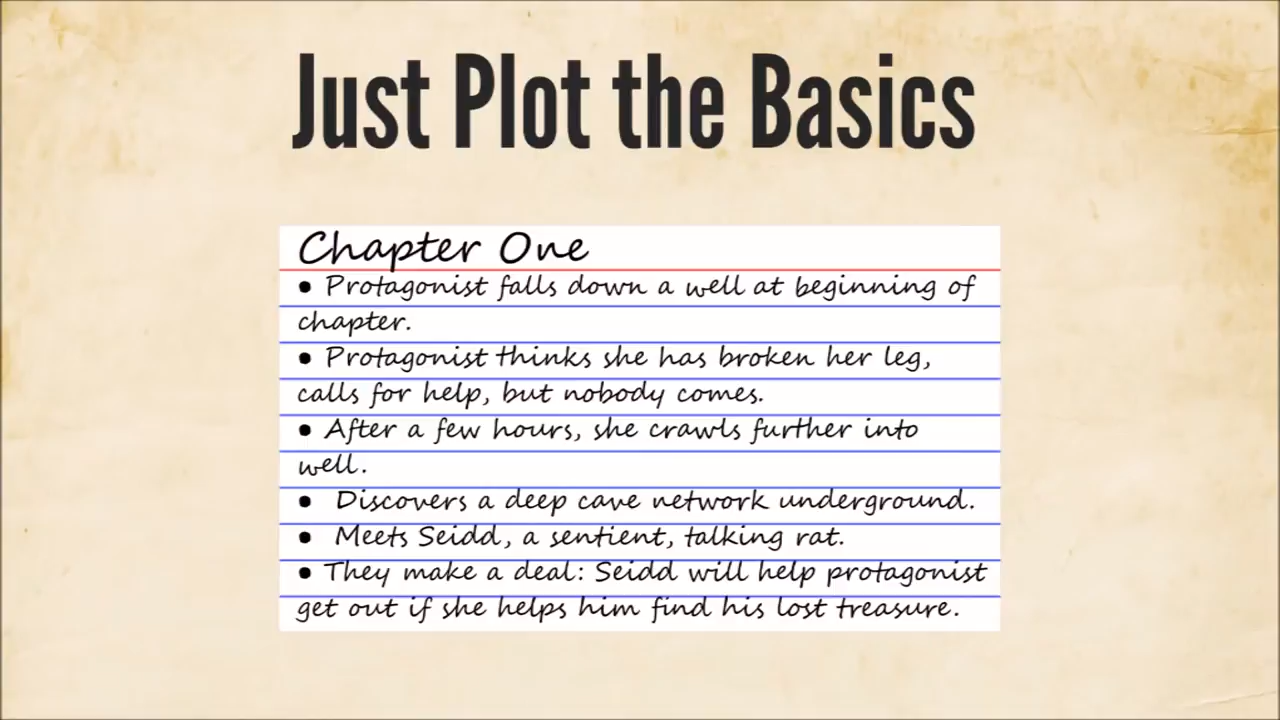 Just Plot the Basics
Chapter One
• Protagonist falls down a well at beginning of
chapter.
• Protagonist thinks she has broken her leg,
calls for help, but nobody comes.
• After a few hours, she crawls further into
well.
• Discovers a deep cave network underground.
• Meets Seidd, a sentient, talking rat.
• They make a deal: Seidd will help protagonist
get out if she helps him find his lost treasure.